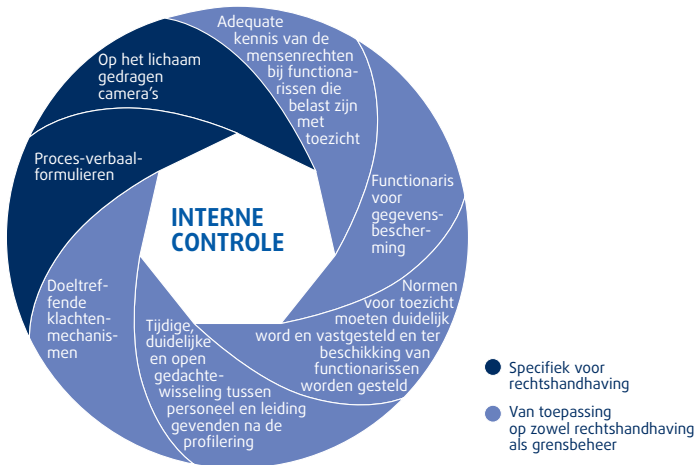 Adequate
kennis van de
mensenrechten
bij functiona-
rissen die
belast zijn
met
toezicht
Op het lichaam
gedragen
camera's
Proces-verbaal-
formulieren
Functionaris
voor
gegevens-
bescher-
ming
INTERNE
CONTROLE
Doeltref-
fende
klachten-
mechanis-
men
Tijdige,
duidelijke
en open
gedachte-
wisseling tussen
personeel en leiding
gevenden na de
profilering
Normen
voor toezicht
moeten duidelijk
word en vastgesteld en ter
beschikking van
functionarissen
worden gesteld
Specifiek voor
rechtshandhaving
Van toepassing
op zowel rechtshandhaving
als grensbeheer